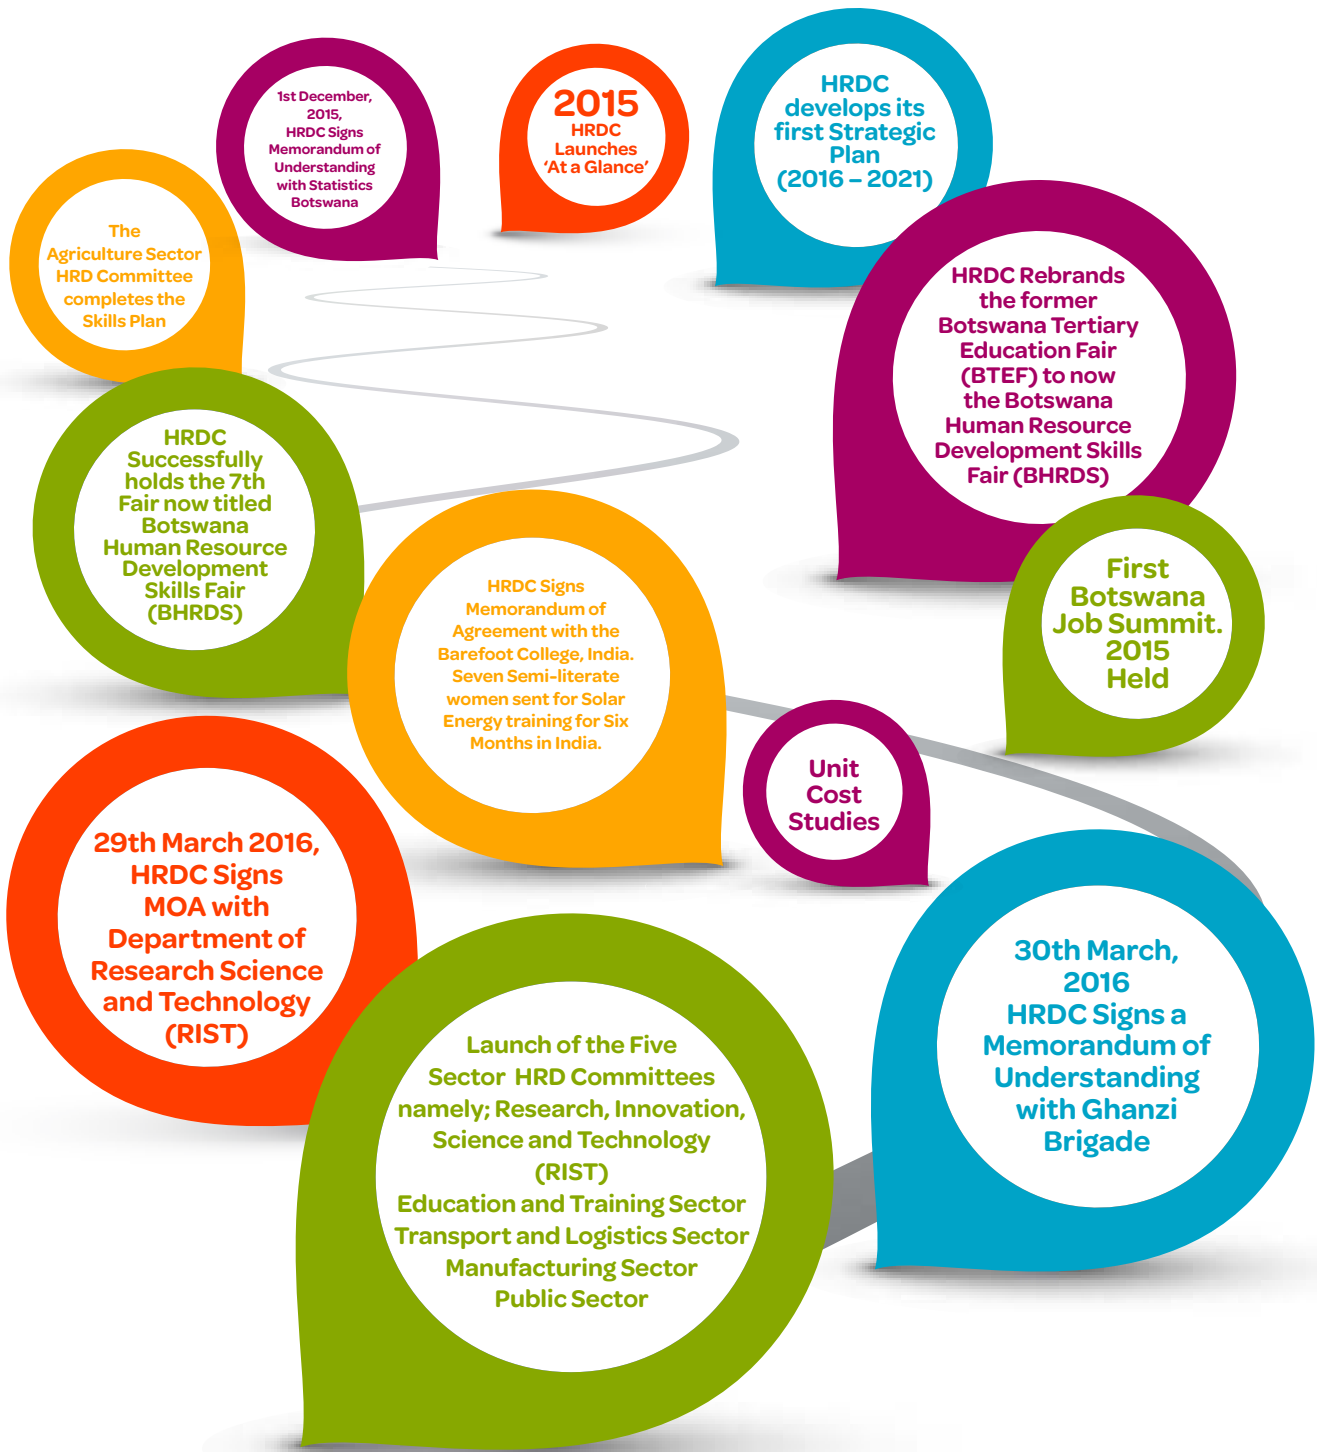 1st December,
2015,
HRDC Signs
Memorandum of
Understanding
with Statistics
Botswana
2015
HRDC
Launches
‘At a Glance’
HRDC
develops its
first Strategic
Plan
(2016 – 2021)
The
Agriculture Sector
HRD Committee
completes the
Skills Plan
HRDC Rebrands
the former
Botswana Tertiary
Education Fair
(BTEF) to now
the Botswana
Human Resource
Development Skills
Fair (BHRDS)
HRDC
Successfully
holds the 7th
Fair now titled
Botswana
Human Resource
Development
Skills Fair
(BHRDS)
HRDC Signs
Memorandum of
Agreement with the
Barefoot College, India.
Seven Semi-literate
women sent for Solar
Energy training for Six
Months in India.
First
Botswana
Job Summit.
2015
Held
Unit
Cost
Studies
29th March 2016,
HRDC Signs
MOA with
Department of
Research Science
and Technology
(RIST)
30th March,
2016
HRDC Signs a
Memorandum of
Understanding
with Ghanzi
Brigade
Launch of the Five
Sector HRD Committees
namely; Research, Innovation,
Science and Technology
(RIST)
Education and Training Sector
Transport and Logistics Sector
Manufacturing Sector
Public Sector